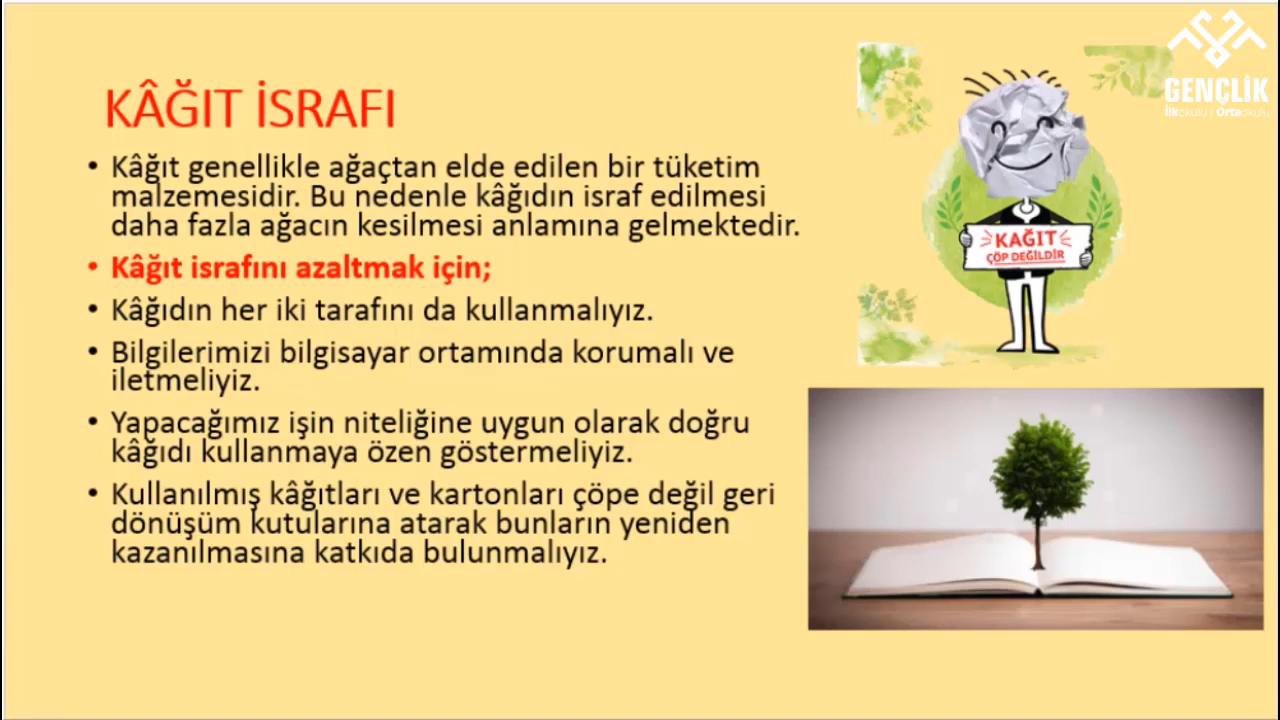 GENÇLİK
İlkokulu | Ortaokulu
KÂĞIT İSRAFI
• Kâğıt genellikle ağaçtan elde edilen bir tüketim
malzemesidir. Bu nedenle kâğıdın israf edilmesi
daha fazla ağacın kesilmesi anlamına gelmektedir.
• Kâğıt israfını azaltmak için;
• Kâğıdın her iki tarafını da kullanmalıyız.
• Bilgilerimizi bilgisayar ortamında korumalı ve
iletmeliyiz.
• Yapacağımız işin niteliğine uygun olarak doğru
kâğıdı kullanmaya özen göstermeliyiz.
• Kullanılmış kâğıtları ve kartonları çöpe değil geri
dönüşüm kutularına atarak bunların yeniden
kazanılmasına katkıda bulunmalıyız.
KAĞIT
ÇÖP DEĞİLDİR